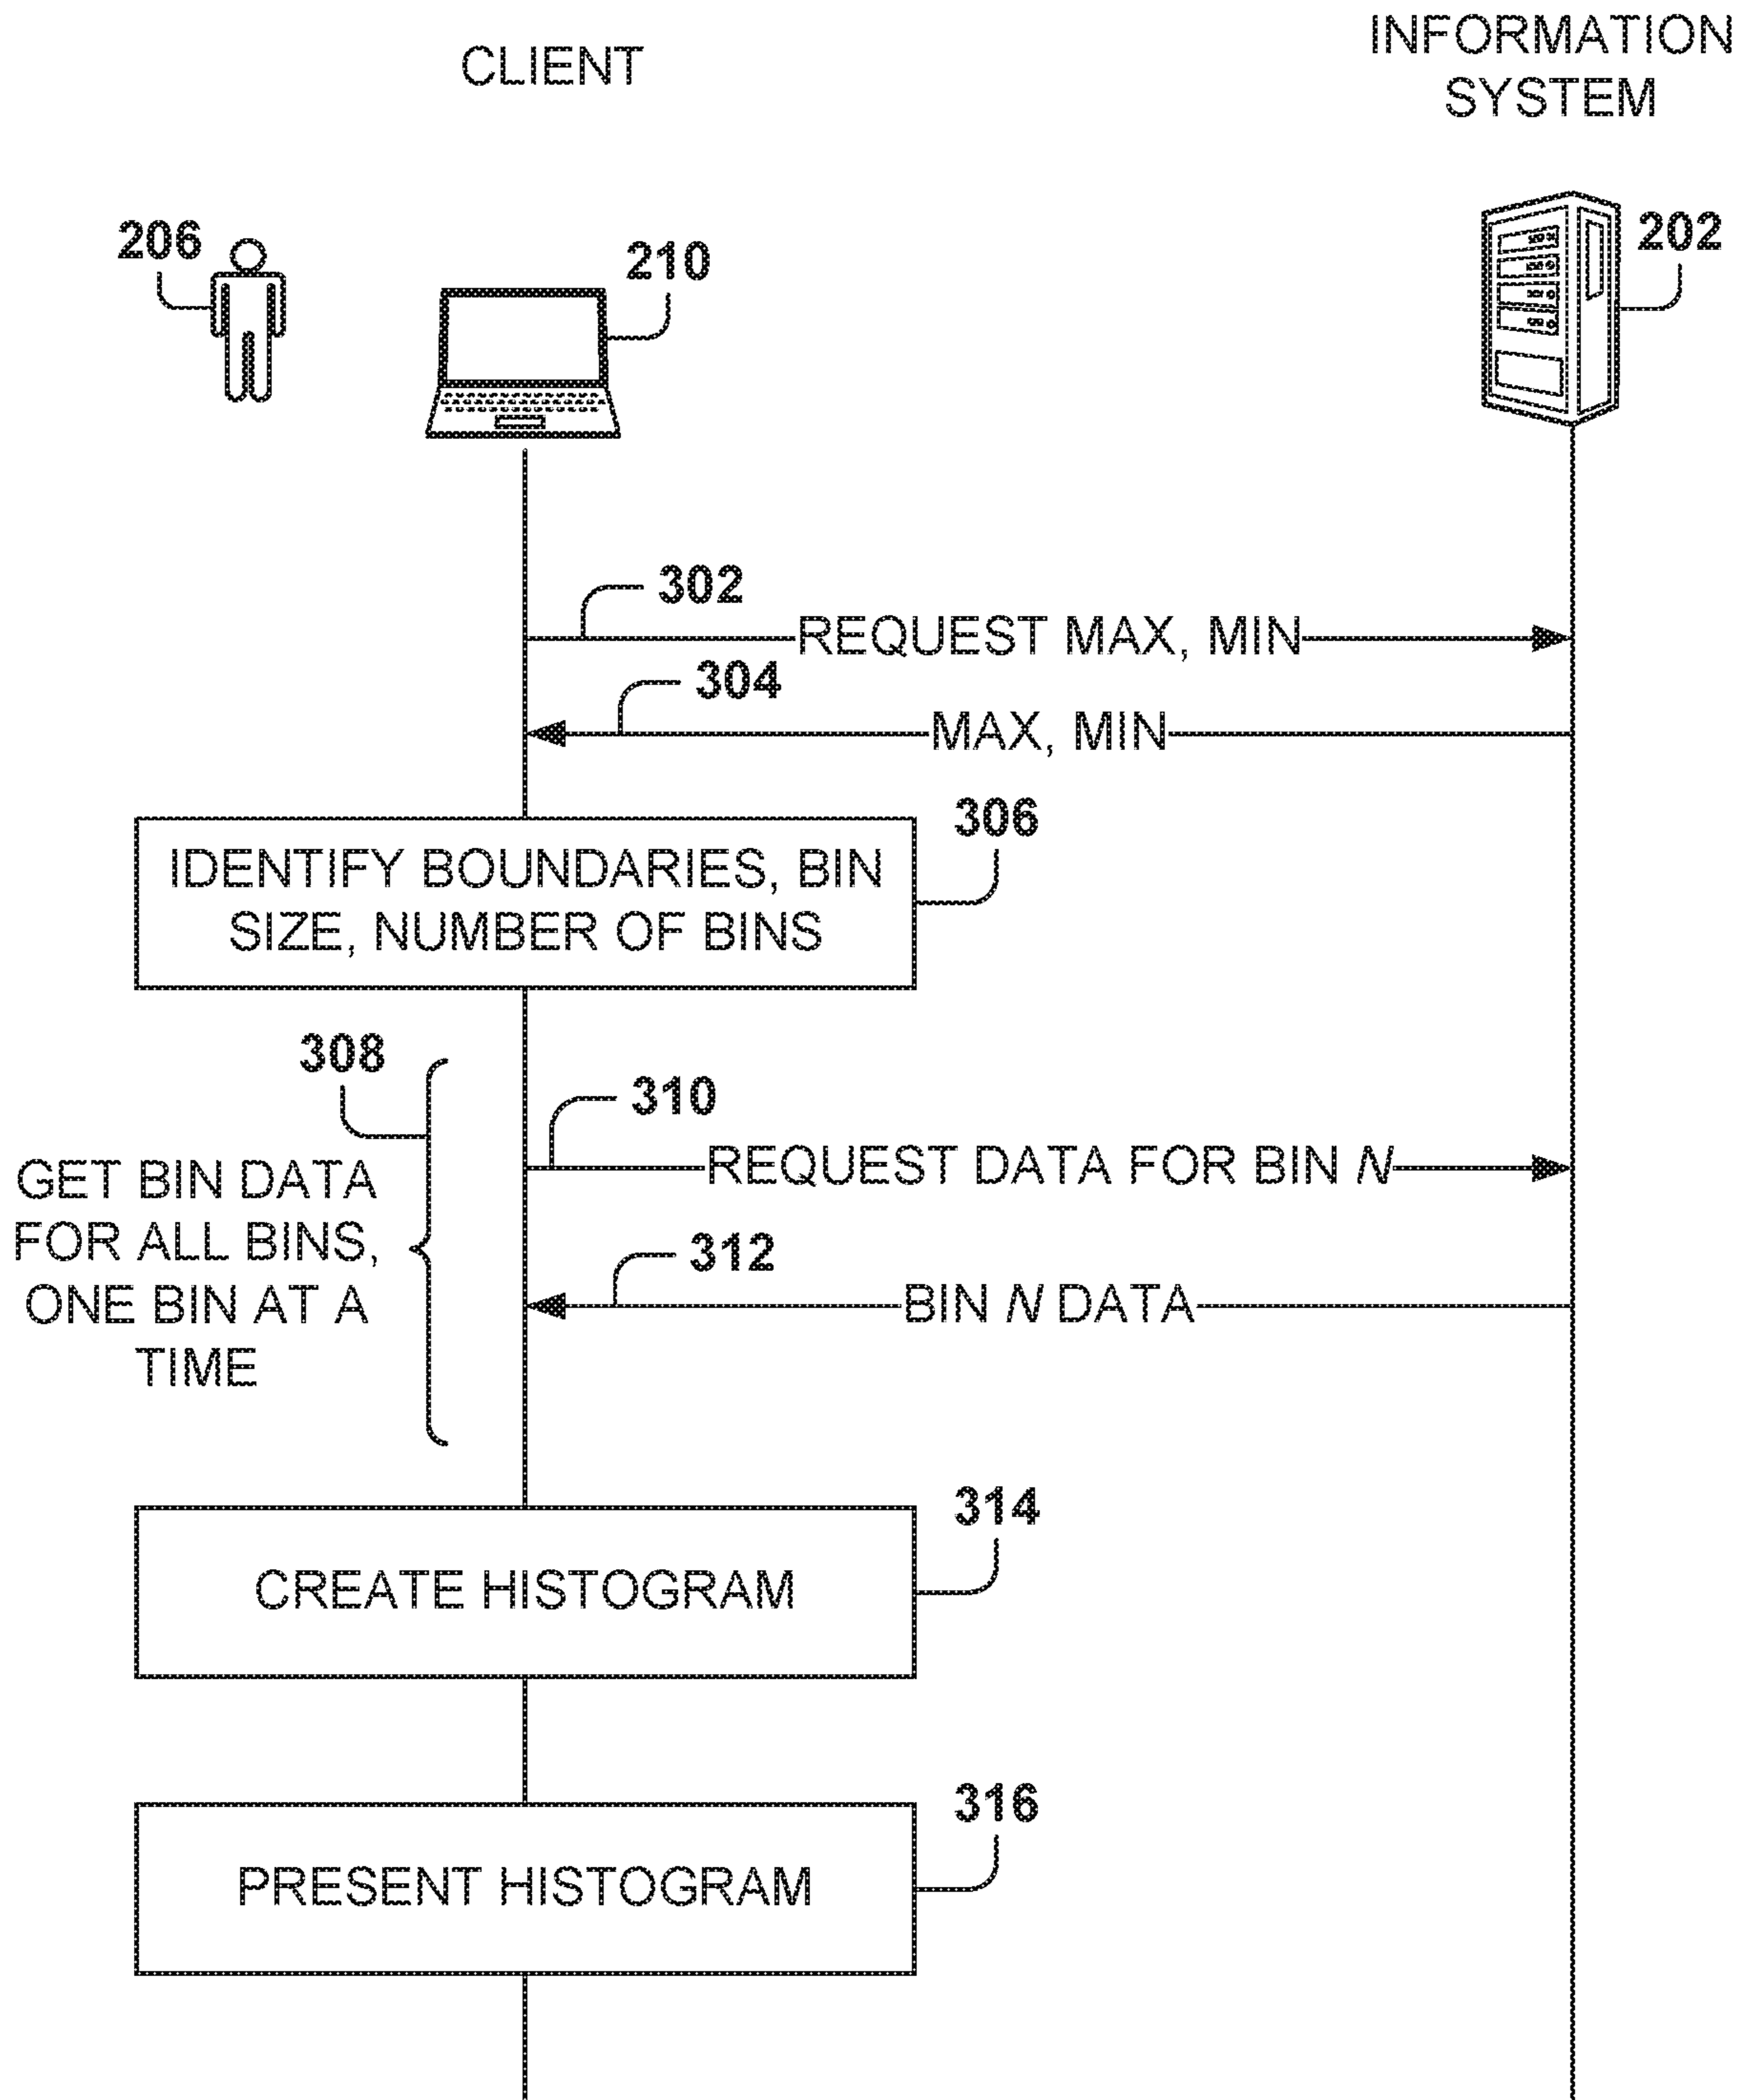 CLIENT
INFORMATION
SYSTEM
206
210
202
302
REQUEST MAX, MIN
304
MAX, MIN
306
IDENTIFY BOUNDARIES, BIN
SIZE, NUMBER OF BINS
308
GET BIN DATA
FOR ALL BINS,
ONE BIN AT A
TIME
310
REQUEST DATA FOR BIN N
312
BIN N DATA
314
CREATE HISTOGRAM
316
PRESENT HISTOGRAM